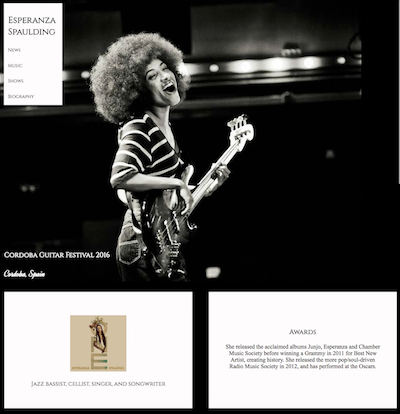 Esperanza
Spaulding
News
Music
Shows
Biography
Cordoba Guitar Festival 2016
Cordoba, Spain
ESPERANZA SPALDING
Jazz bassist, cellist, singer, and songwriter
Awards
She released the acclaimed albums Junjo, Esperanza and Chamber
Music Society before winning a Grammy in 2011 for Best New
Artist, creating history. She released the more pop/soul-driven
Radio Music Society in 2012, and has performed at the Oscars.